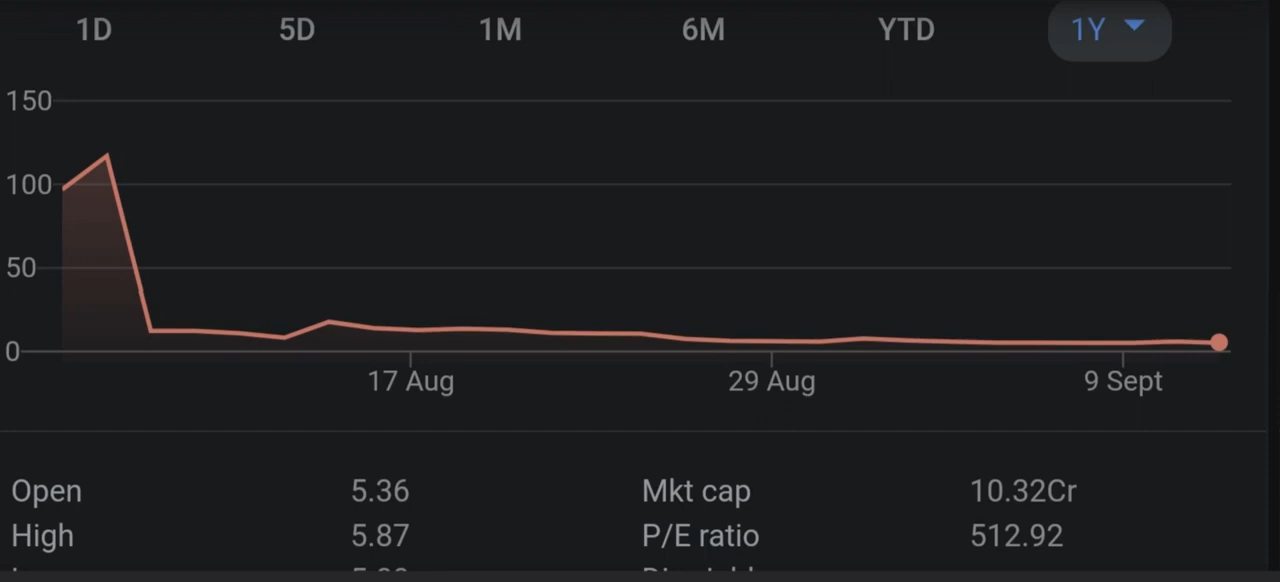 1D 5D 1M 6M YTD 1Y
150
100
50
0
17 Aug 29 Aug 9 Sept
Open 5.36 Mkt cap 10.32Cr
High 5.87 P/E ratio 512.92